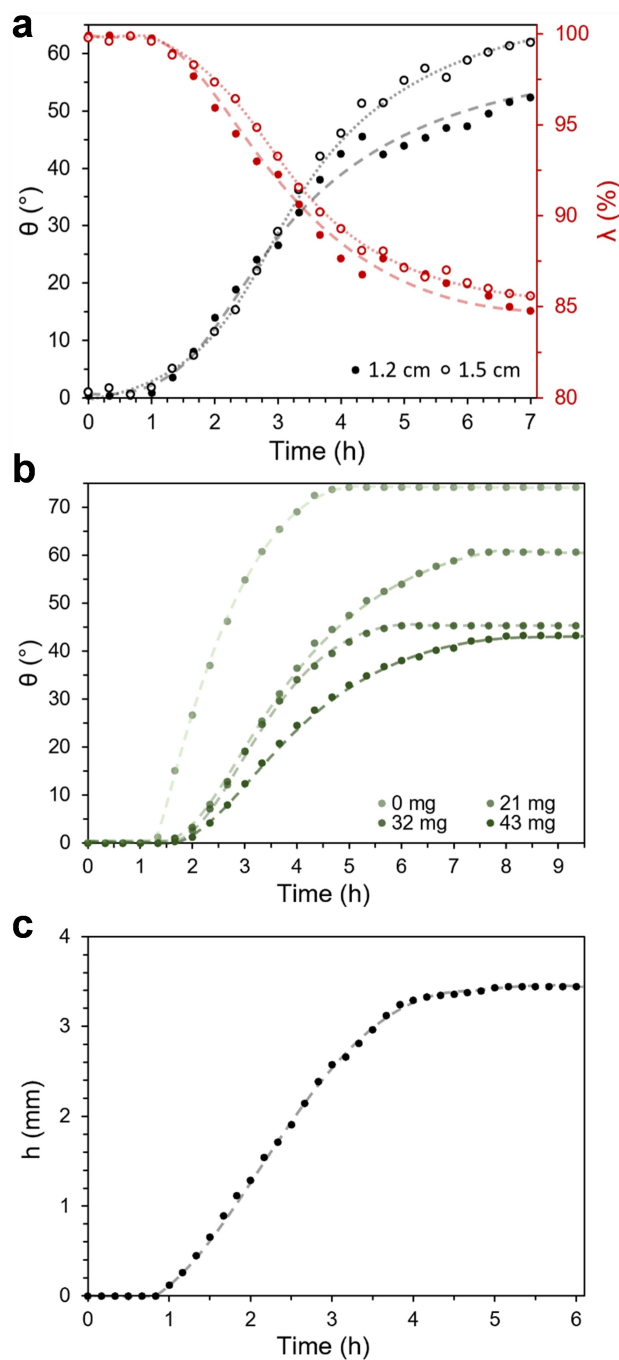 a
60
50
40
30
20
10
0
θ (°)
100
95
90
85
80
λ (%)
1.2 cm 1.5 cm
0 1 2 3 4 5 6 7
Time (h)
b
70
60
50
40
30
20
10
0
θ (°)
0 mg 21 mg
32 mg 43 mg
0 1 2 3 4 5 6 7 8 9
Time (h)
c
4
3
2
1
0
h (mm)
0 1 2 3 4 5 6
Time (h)